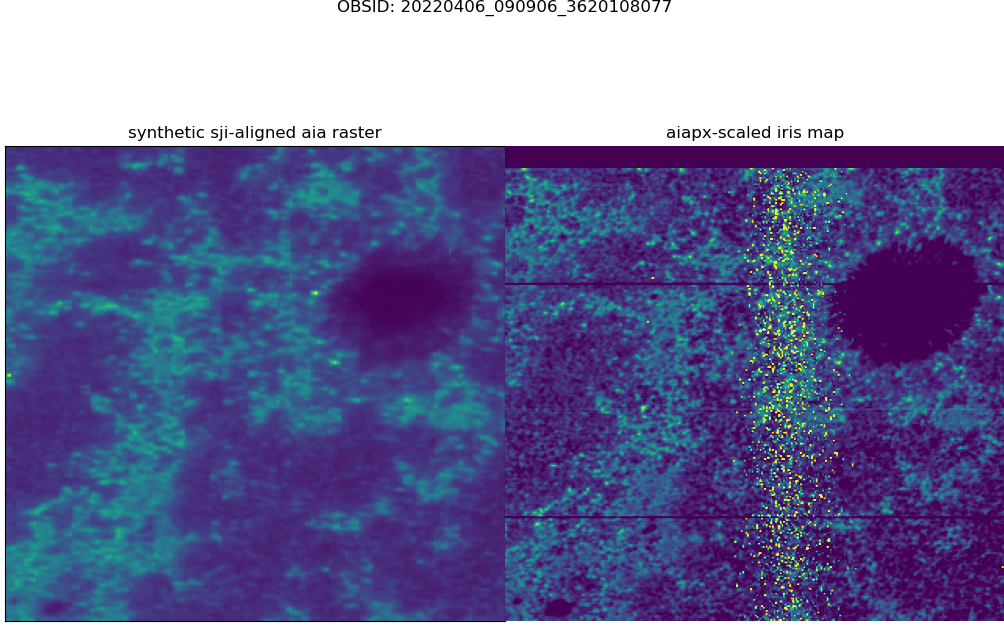 OBSID: 20220406_090906_3620108077
synthetic sji-aligned aia raster
aiapx-scaled iris map